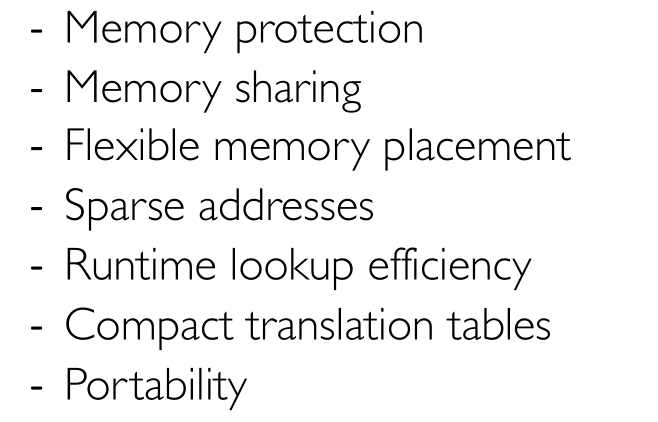 - Memory protection
- Memory sharing
- Flexible memory placement
- Sparse addresses
- Runtime lookup efficiency
- Compact translation tables
- Portability